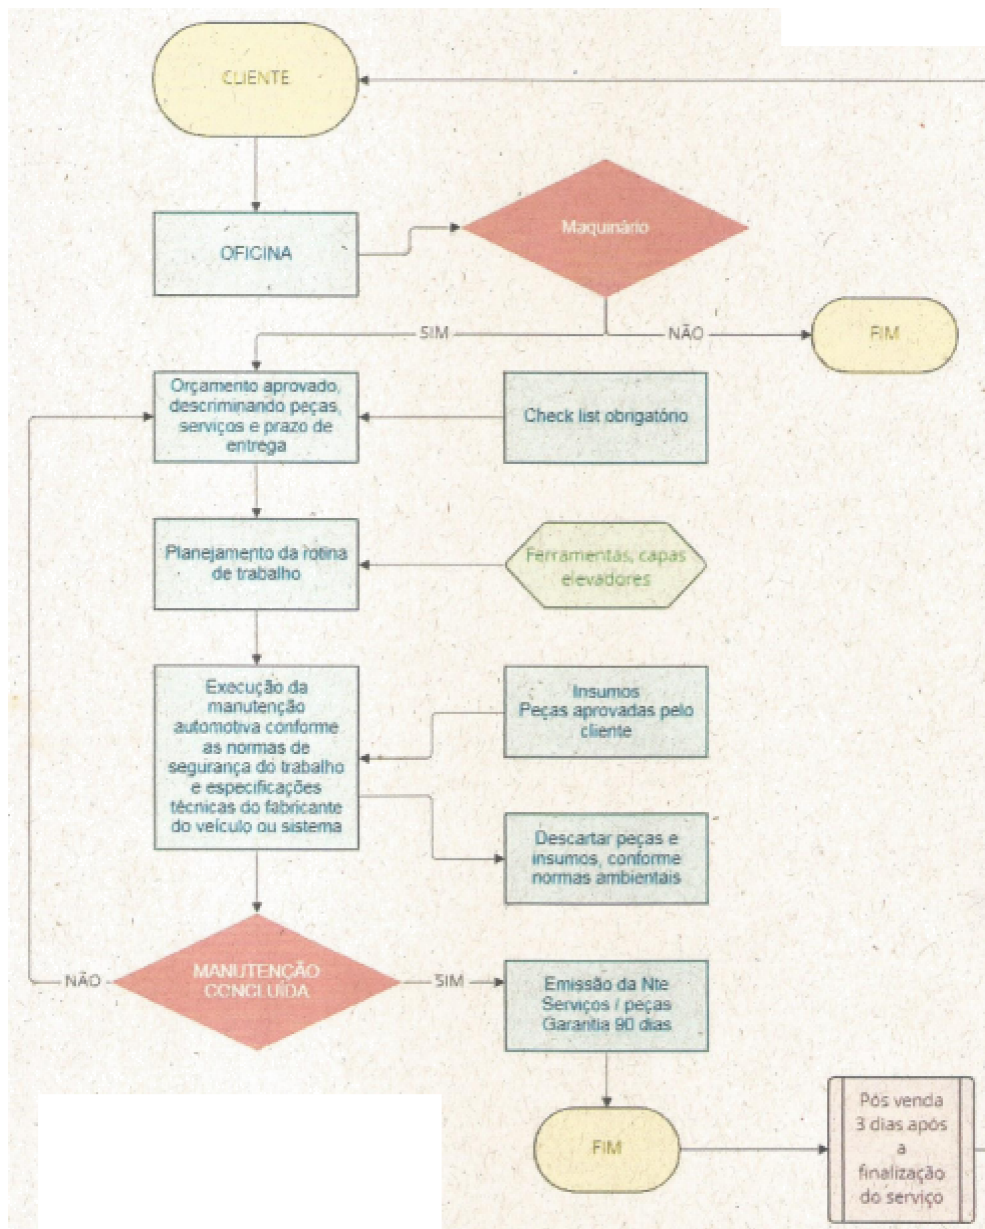 CLIENTE
Maquinário
OFICINA
SIM
NÃO
FIM
Orçamento aprovado,
descriminando peças,
serviços e prazo de
entrega
Check list obrigatório
Planejamento da rotina
de trabalho
Ferramentas, capas
elevadores
Execução da
manutenção
automotiva conforme
as normas de
segurança do trabalho
e especificações
técnicas do fabricante
do veículo ou sistema
Insumos
Peças aprovadas pelo
cliente
Descartar peças e
insumos, conforme
normas ambientais
NÃO
MANUTENÇÃO
CONCLUÍDA
SIM
Emissão da Nte
Serviços / peças
Garantia 90 dias
FIM
Pós venda
3 dias após
a
finalização
do serviço